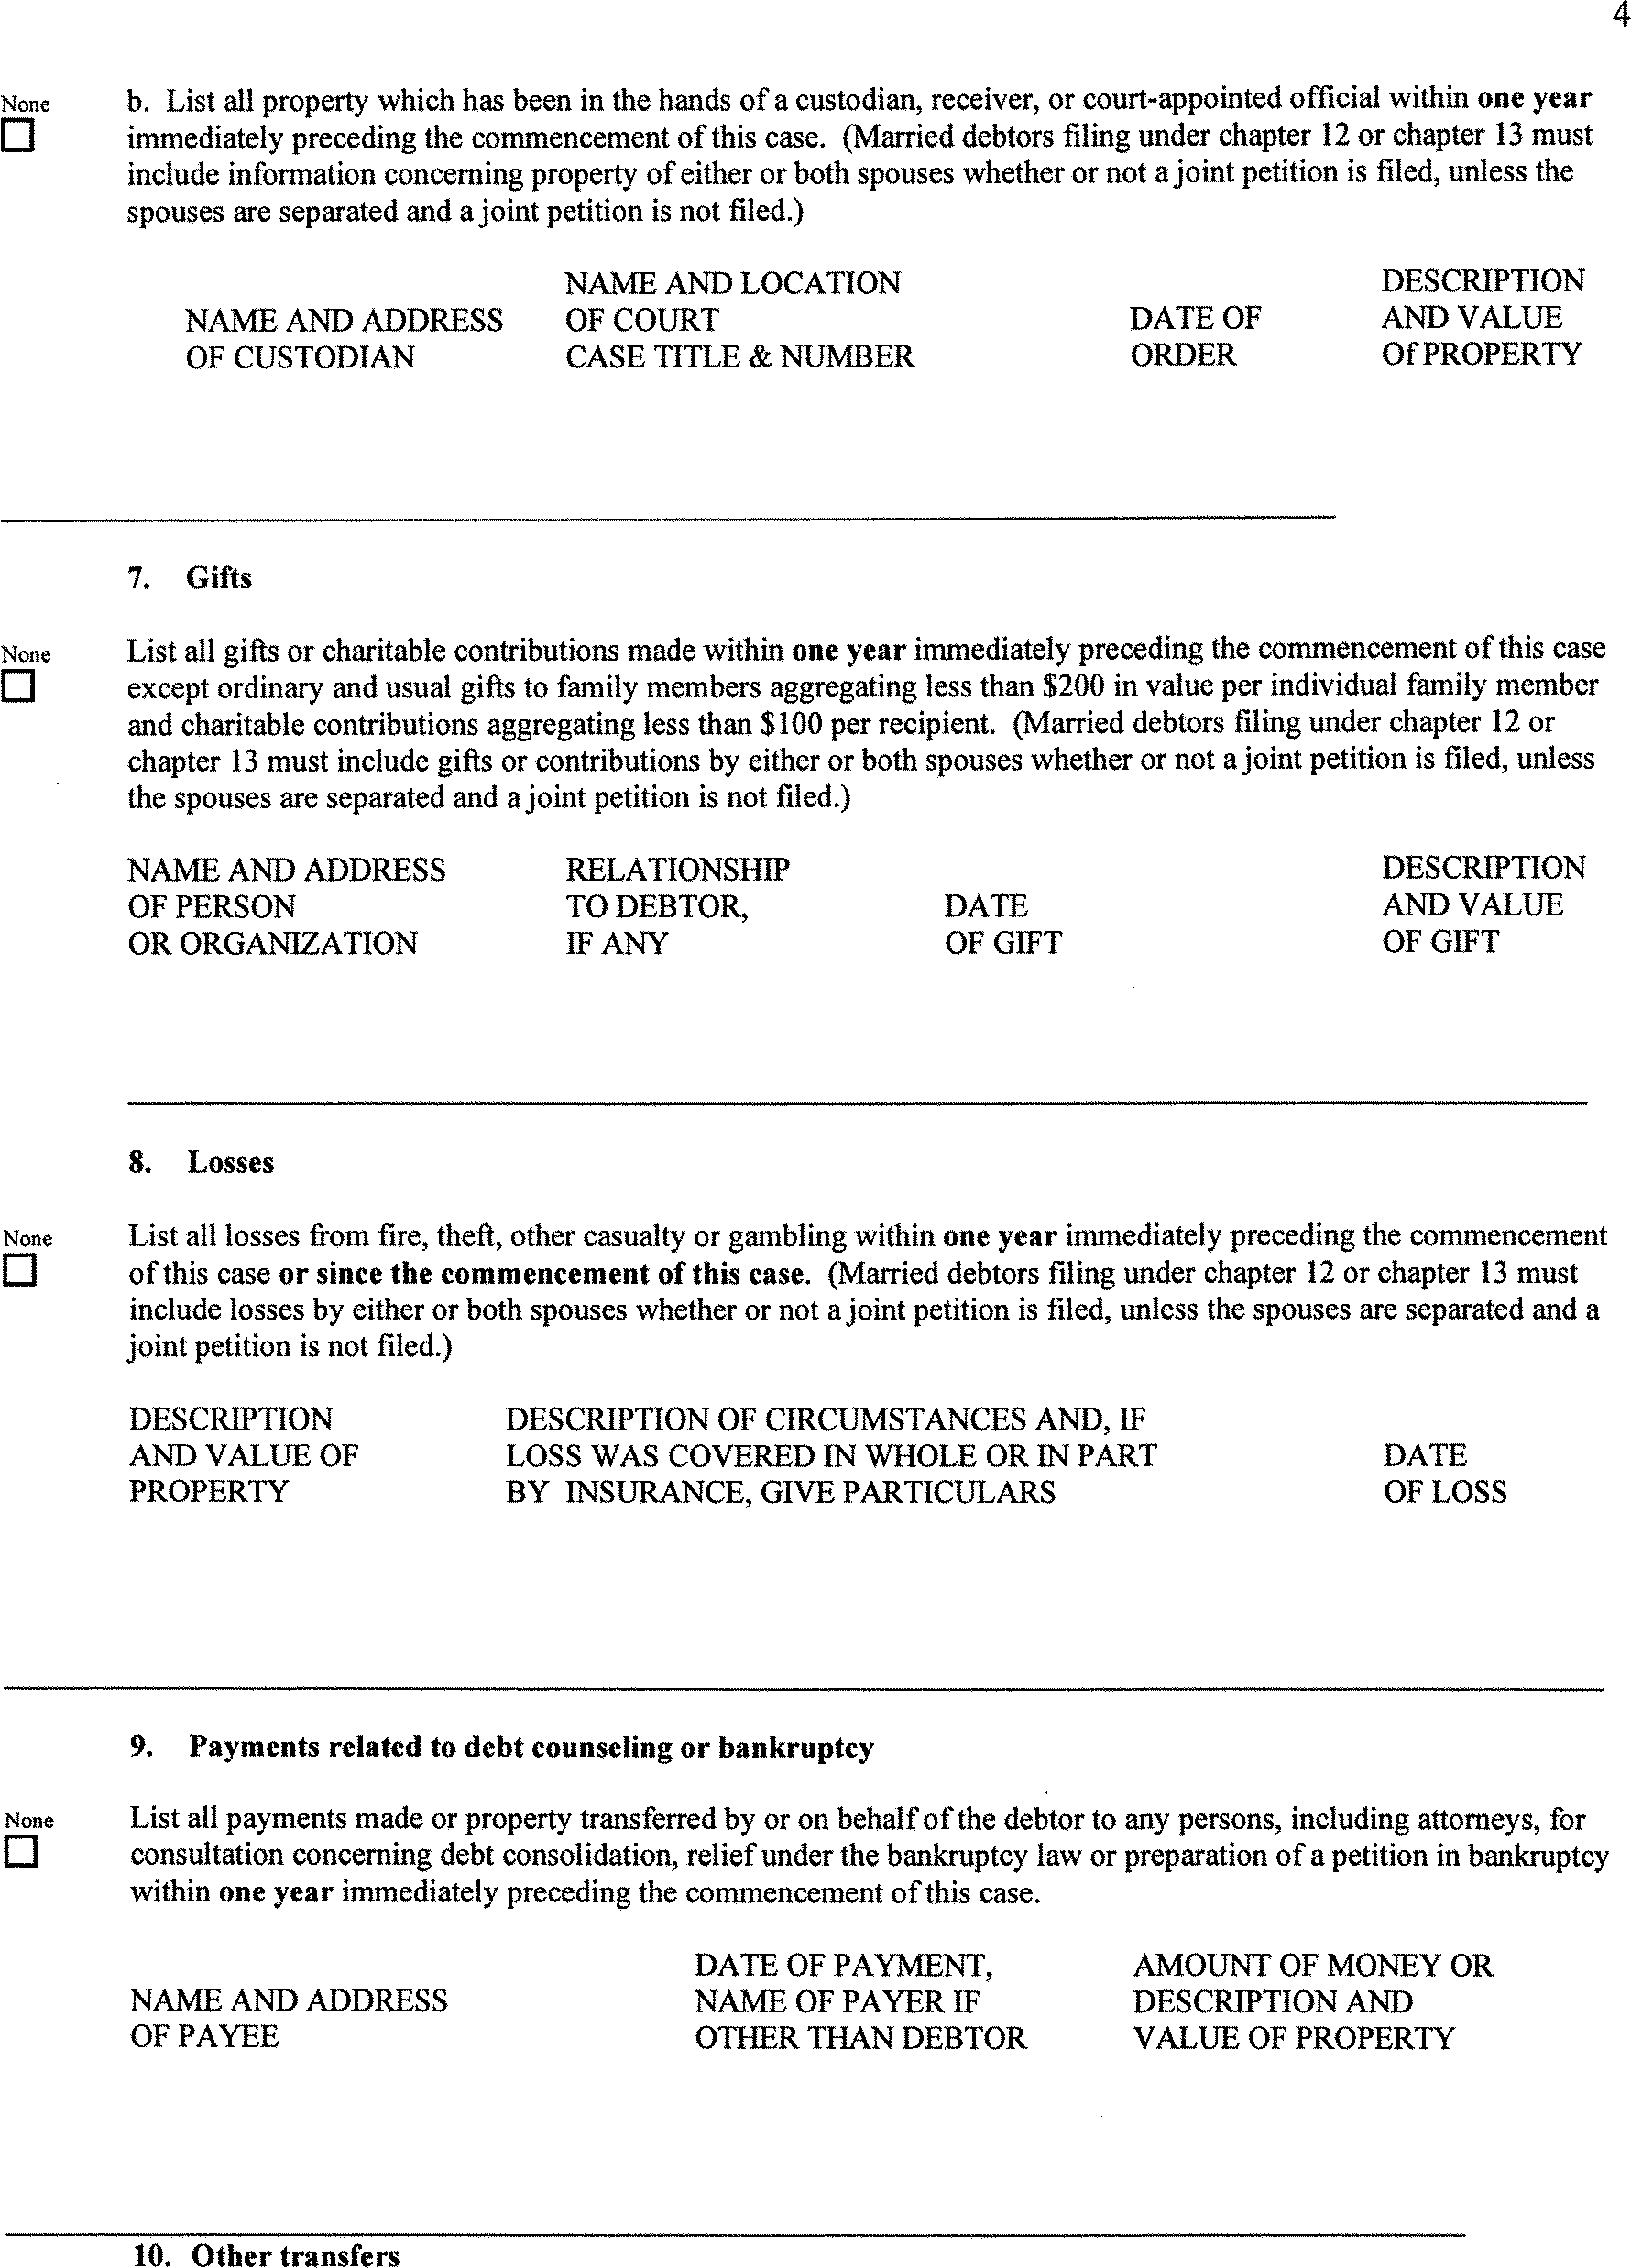 4
None
b. List all property which has been in the hands of a custodian, receiver, or court-appointed official within one year
immediately preceding the commencement of this case. (Married debtors filing under chapter 12 or chapter 13 must
include information concerning property of either or both spouses whether or not a joint petition is filed, unless the
spouses are separated and a joint petition is not filed.)
NAME AND LOCATION DESCRIPTION
NAME AND ADDRESS OF COURT DATE OF AND VALUE
OF CUSTODIAN CASE TITLE & NUMBER ORDER Of PROPERTY
7. Gifts
None
List all gifts or charitable contributions made within one year immediately preceding the commencement of this case
except ordinary and usual gifts to family members aggregating less than $200 in value per individual family member
and charitable contributions aggregating less than $100 per recipient. (Married debtors filing under chapter 12 or
chapter 13 must include gifts or contributions by either or both spouses whether or not a joint petition is filed, unless
the spouses are separated and a joint petition is not filed.)
NAME AND ADDRESS RELATIONSHIP DESCRIPTION
OF PERSON TO DEBTOR, DATE AND VALUE
OR ORGANIZATION IF ANY OF GIFT OF GIFT
8. Losses
None
List all losses from fire, theft, other casualty or gambling within one year immediately preceding the commencement
of this case or since the commencement of this case. (Married debtors filing under chapter 12 or chapter 13 must
include losses by either or both spouses whether or not a joint petition is filed, unless the spouses are separated and a
joint petition is not filed.)
DESCRIPTION DESCRIPTION OF CIRCUMSTANCES AND, IF
AND VALUE OF LOSS WAS COVERED IN WHOLE OR IN PART DATE
PROPERTY BY INSURANCE, GIVE PARTICULARS OF LOSS
9. Payments related to debt counseling or bankruptcy
None
List all payments made or property transferred by or on behalf of the debtor to any persons, including attorneys, for
consultation concerning debt consolidation, relief under the bankruptcy law or preparation of a petition in bankruptcy
within one year immediately preceding the commencement of this case.
DATE OF PAYMENT, AMOUNT OF MONEY OR
NAME AND ADDRESS NAME OF PAYER IF DESCRIPTION AND
OF PAYEE OTHER THAN DEBTOR VALUE OF PROPERTY
10. Other transfers